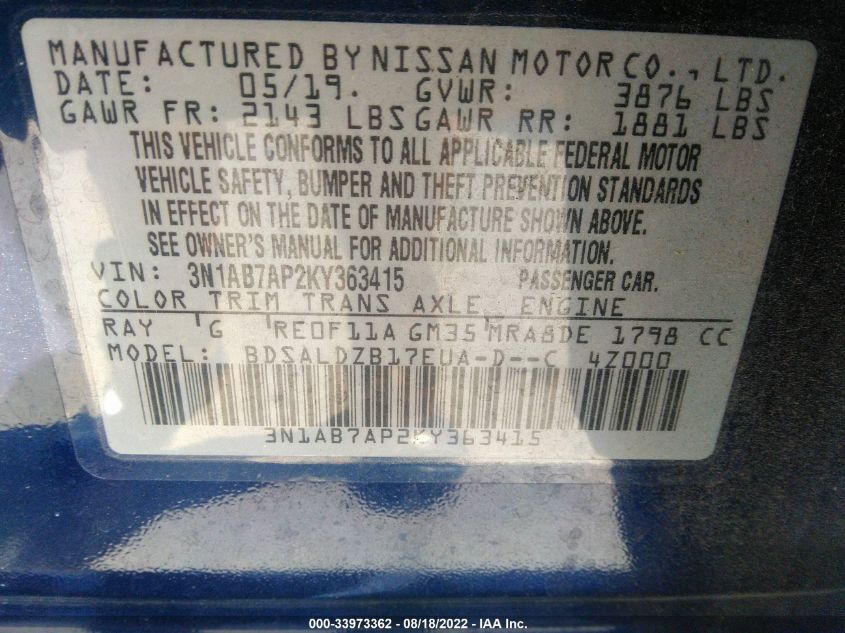 MANUFACTURED BY NISSAN MOTOR CO., LTD.
DATE: 05/19. GVWR: 3876 LBS
GAWR FR: 2143 LBS GAWR RR: 1881 LBS
THIS VEHICLE CONFORMS TO ALL APPLICABLE FEDERAL MOTOR
VEHICLE SAFETY, BUMPER AND THEFT PREVENTION STANDARDS
IN EFFECT ON THE DATE OF MANUFACTURE SHOWN ABOVE.
SEE OWNER'S MANUAL FOR ADDITIONAL INFORMATION.
VIN: 3N1AB7AP2KY363415 PASSENGER CAR.
COLOR TRIM TRANS AXLE ENGINE
RAY G RE0F11A GM35 MRA8DE 1798 CC
MODEL: BDSALDZB17EUA-D--C 4Z000
3N1AB7AP2KY363415
000-33973362 - 08/18/2022 - IAA Inc.